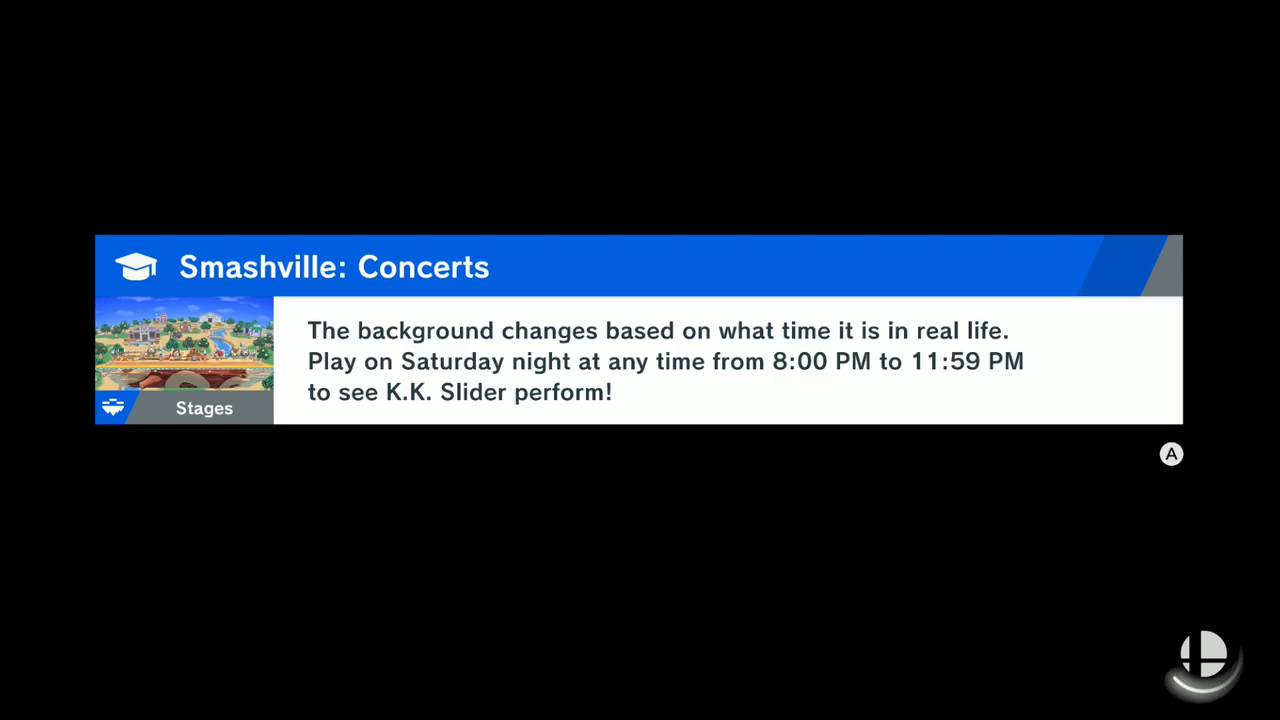 Smashville: Concerts
The background changes based on what time it is in real life.
Play on Saturday night at any time from 8:00 PM to 11:59 PM
to see K.K. Slider perform!
Stages
A